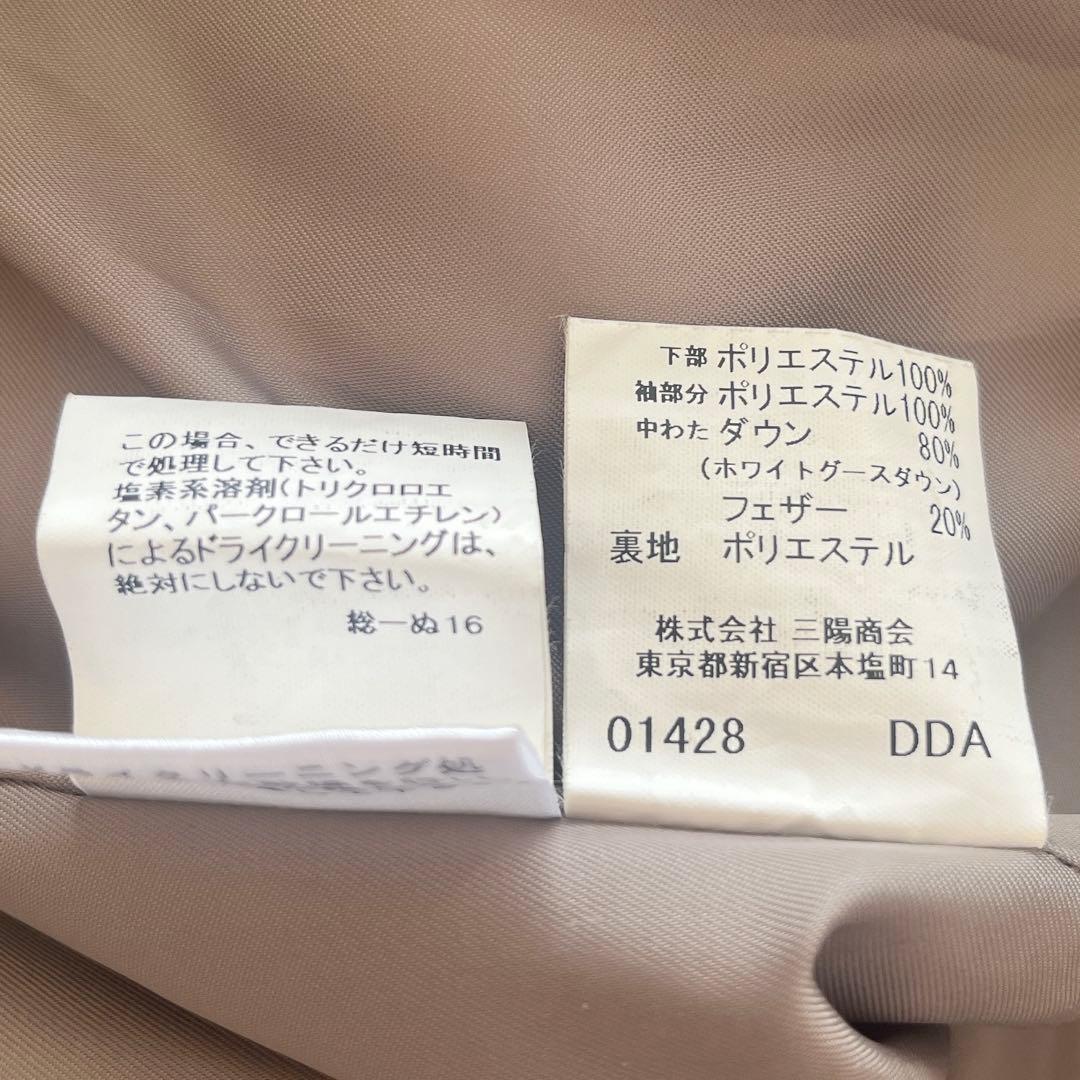 この場合、できるだけ短時間
で処理して下さい。
塩素系溶剤(トリクロロエ
タン、パークロールエチレン)
によるドライクリーニングは、
絶対にしないで下さい。
総一ぬ16
下部 ポリエステル100%
袖部分 ポリエステル100%
中わた ダウン 80%
(ホワイトグースダウン)
フェザー 20%
裏地 ポリエステル
株式会社 三陽商会
東京都新宿区本塩町14
01428 DDA